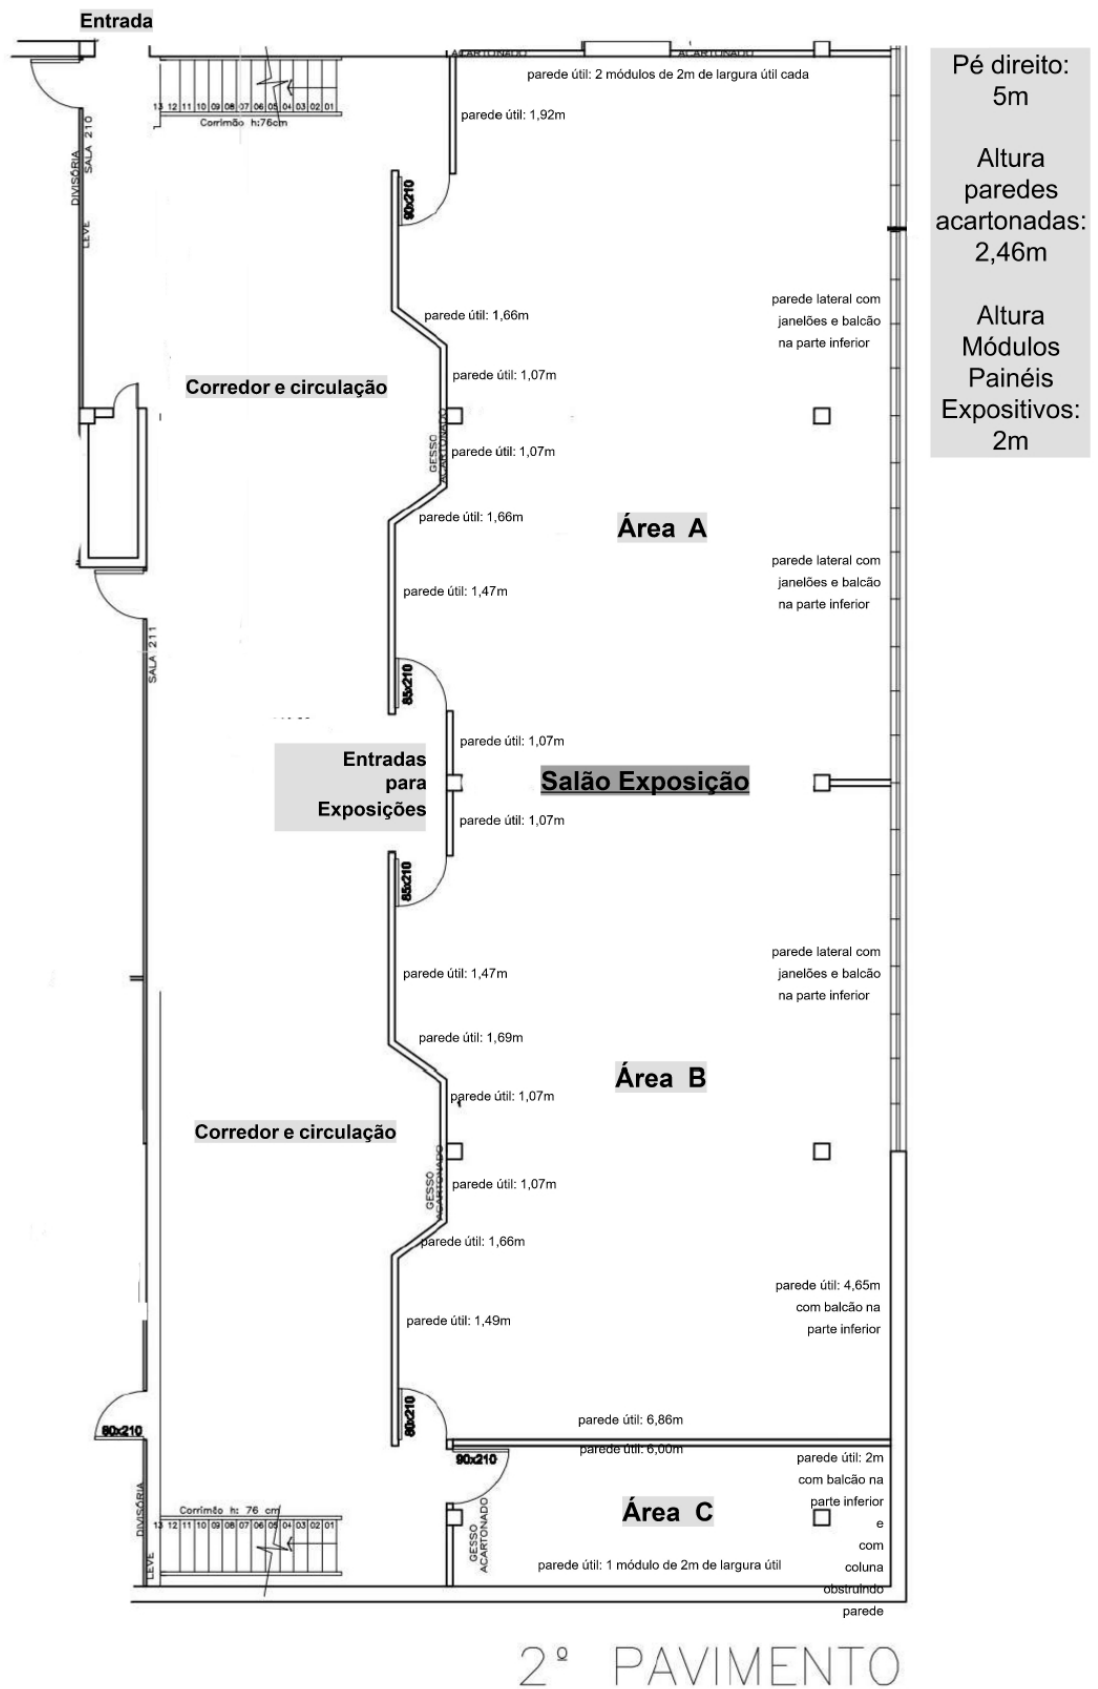 Entrada
ACARTONADO
ACARTONADO
parede útil: 2 módulos de 2m de largura útil cada
Pé direito:
5m
Altura
paredes
acartonadas:
2,46m
Altura
Módulos
Painéis
Expositivos:
2m
13 12 11 10 09 08 07 06 05 04 03 02 01
Corrimão h:76cm
parede útil: 1,92m
DIVISÓRIA
LEVE
SALA 210
90x210
parede útil: 1,66m
parede lateral com
janelões e balcão
na parte inferior
parede útil: 1,07m
Corredor e circulação
GESSO
ACARTONADO
parede útil: 1,07m
parede útil: 1,66m
Área A
parede útil: 1,47m
parede lateral com
janelões e balcão
na parte inferior
SALA 211
85x210
parede útil: 1,07m
Entradas
para
Exposições
Salão Exposição
parede útil: 1,07m
85x210
parede útil: 1,47m
parede lateral com
janelões e balcão
na parte inferior
parede útil: 1,69m
Área B
parede útil: 1,07m
Corredor e circulação
GESSO
ACARTONADO
parede útil: 1,07m
parede útil: 1,66m
parede útil: 4,65m
com balcão na
parte inferior
parede útil: 1,49m
80x210
80x210
parede útil: 6,86m
parede útil: 6,00m
90x210
parede útil: 2m
com balcão na
parte inferior
e
com
coluna
obstruindo
parede
DIVISÓRIA
LEVE
Corrimão h: 76 cm
13 12 11 10 09 08 07 06 05 04 03 02 01
GESSO
ACARTONADO
Área C
parede útil: 1 módulo de 2m de largura útil
2º PAVIMENTO